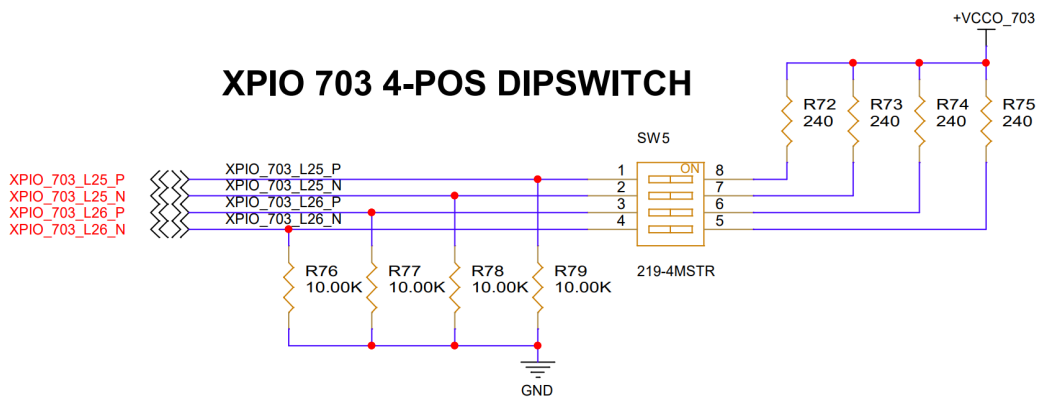 +VCCO_703
XPIO 703 4-POS DIPSWITCH
R72
240
R73
240
R74
240
R75
240
SW5
XPIO_703_L25_P
XPIO_703_L25_N
XPIO_703_L26_P
XPIO_703_L26_N
XPIO_703_L25_P
XPIO_703_L25_N
XPIO_703_L26_P
XPIO_703_L26_N
1
2
3
4
ON
8
7
6
5
219-4MSTR
R76
10.00K
R77
10.00K
R78
10.00K
R79
10.00K
GND